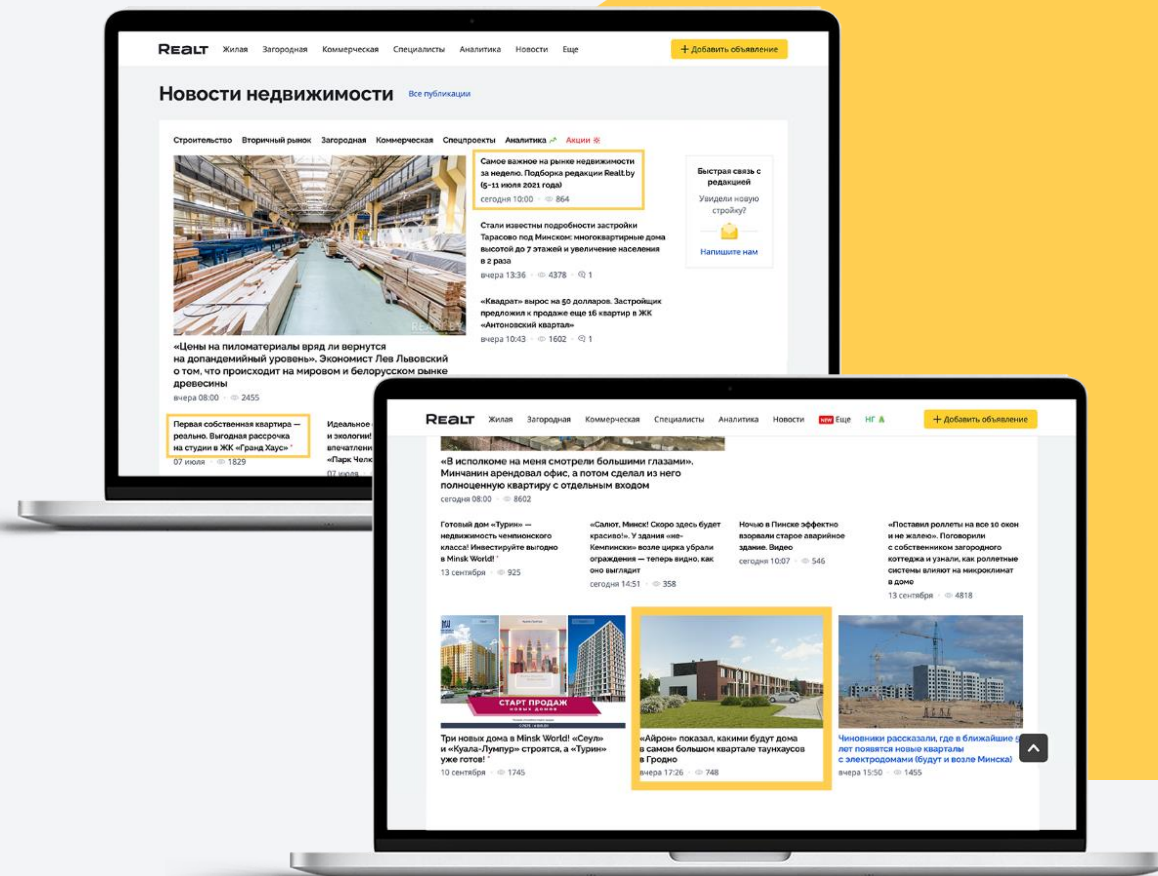 REALT Жилая Загородная Коммерческая Специалисты Аналитика Новости Еще + Добавить объявление
Новости недвижимости Все публикации
Строительство Вторичный рынок Загородная Коммерческая Спецпроекты Аналитика Акции
REALT.BY
«Цены на пиломатериалы вряд ли вернутся
на допандемийный уровень». Экономист Лев Львовский
о том, что происходит на мировом и белорусском рынке
древесины
вчера 08:00 · 2455
Самое важное на рынке недвижимости
за неделю. Подборка редакции Realt.by
(5-11 июля 2021 года)
сегодня 10:00 · 864
Стали известны подробности застройки
Тарасово под Минском: многоквартирные дома
высотой до 7 этажей и увеличение населения
в 2 раза
вчера 13:36 · 4378 · 1
«Квадрат» вырос на 50 долларов. Застройщик
предложил к продаже еще 16 квартир в ЖК
«Антоновский квартал»
вчера 10:43 · 1602 · 1
Быстрая связь с
редакцией
Увидели новую
стройку?
Напишите нам
Первая собственная квартира —
реально. Выгодная рассрочка
на студии в ЖК «Гранд Хаус» *
07 июля · 1829
Идеальное
и экологии!
впечатлени
«Парк Челю
07 июля
REALT Жилая Загородная Коммерческая Специалисты Аналитика Новости NEW Еще НГ + Добавить объявление
«В исполкоме на меня смотрели большими глазами».
Минчанин арендовал офис, а потом сделал из него
полноценную квартиру с отдельным входом
сегодня 08:00 · 8602
Готовый дом «Турин» —
недвижимость чемпионского
класса! Инвестируйте выгодно
в Minsk World! *
13 сентября · 925
«Салют, Минск! Скоро здесь будет
красиво!». У здания «не-
Кемпински» возле цирка убрали
ограждения — теперь видно, как
оно выглядит
сегодня 14:51 · 358
Ночью в Пинске эффектно
взорвали старое аварийное
здание. Видео
сегодня 10:07 · 546
«Поставил роллеты на все 10 окон
и не жалею». Поговорили
с собственником загородного
коттеджа и узнали, как роллетные
системы влияют на микроклимат
в доме
13 сентября · 4818
СТАРТ ПРОДАЖ
НОВЫХ ДОМОВ
Три новых дома в Minsk World! «Сеул»
и «Куала-Лумпур» строятся, а «Турин»
уже готов! *
10 сентября · 1745
«Айрон» показал, какими будут дома
в самом большом квартале таунхаусов
в Гродно
вчера 17:26 · 748
Чиновники рассказали, где в ближайшие 5
лет появятся новые кварталы
с электродомами (будут и возле Минска)
вчера 15:50 · 1455